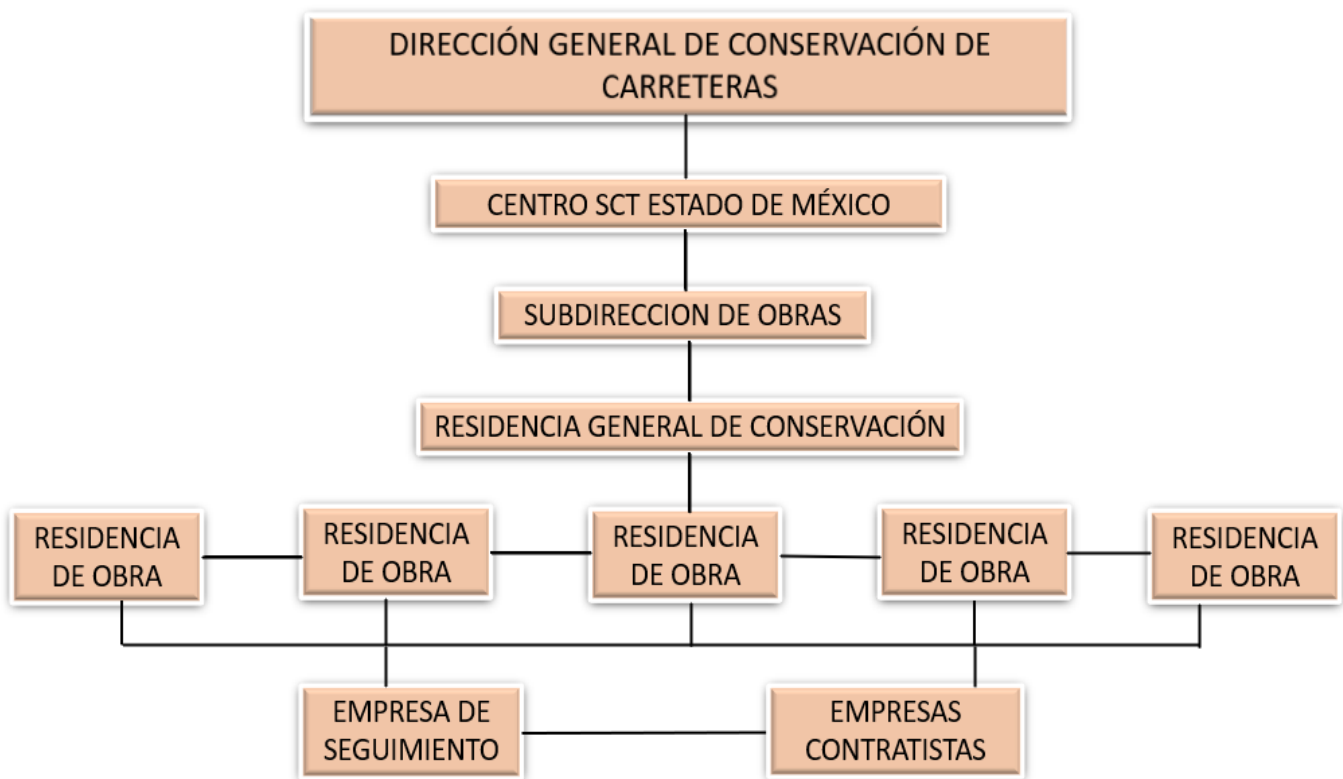 DIRECCIÓN GENERAL DE CONSERVACIÓN DE
CARRETERAS
CENTRO SCT ESTADO DE MÉXICO
SUBDIRECCION DE OBRAS
RESIDENCIA GENERAL DE CONSERVACIÓN
RESIDENCIA
DE OBRA
RESIDENCIA
DE OBRA
RESIDENCIA
DE OBRA
RESIDENCIA
DE OBRA
RESIDENCIA
DE OBRA
EMPRESA DE
SEGUIMIENTO
EMPRESAS
CONTRATISTAS